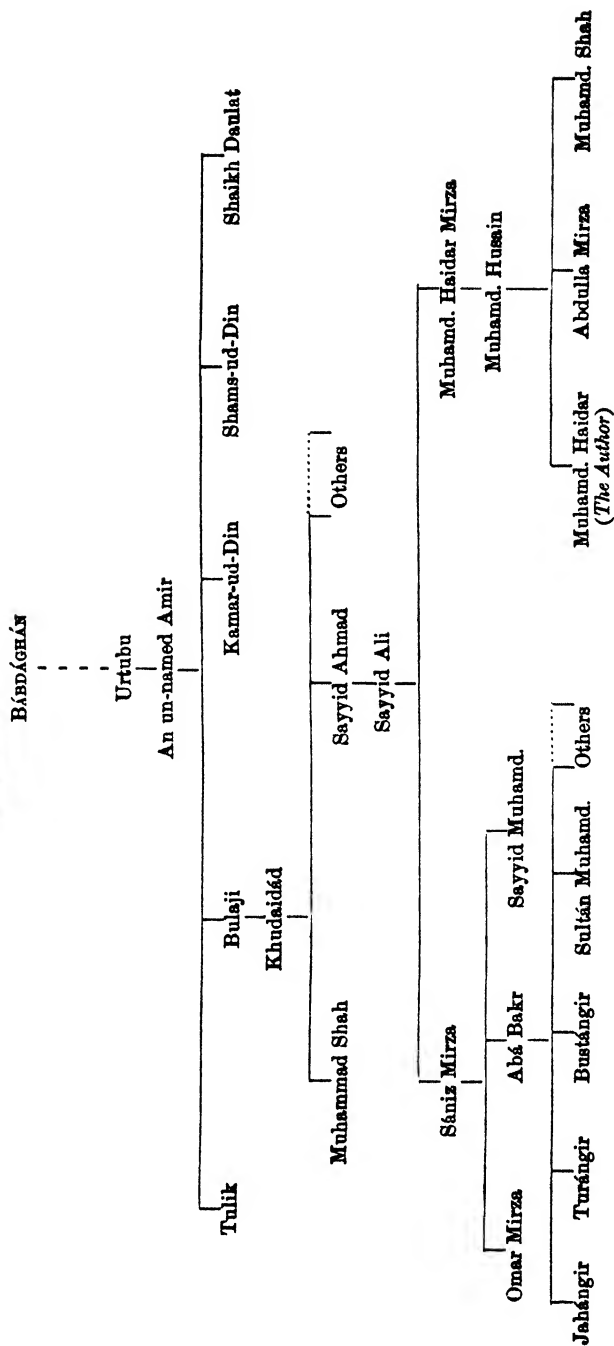 BÁBDÁGHÁN
Urtubu
An un-named Amir
Tulik Bulaji Kamar-ud-Din Shams-ud-Din Shaikh Daulat
Khudaidád
Muhammad Shah Sayyid Ahmad Others
Sayyid Ali
Sániz Mirza Muhamd. Haidar Mirza
Omar Mirza Abá Bakr Sayyid Muhamd. Muhamd. Husain
Jahángir Turángir Bustángir Sultán Muhamd. Others Muhamd. Haidar Abdulla Mirza Muhamd. Shah
(The Author)